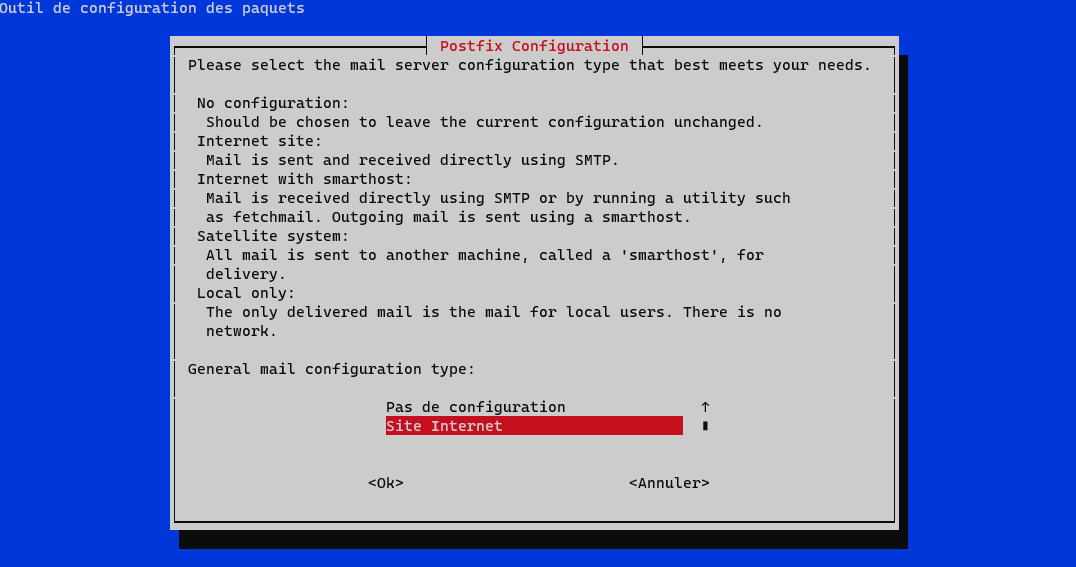 Outil de configuration des paquets
Postfix Configuration
Please select the mail server configuration type that best meets your needs.
No configuration:
Should be chosen to leave the current configuration unchanged.
Internet site:
Mail is sent and received directly using SMTP.
Internet with smarthost:
Mail is received directly using SMTP or by running a utility such
as fetchmail. Outgoing mail is sent using a smarthost.
Satellite system:
All mail is sent to another machine, called a 'smarthost', for
delivery.
Local only:
The only delivered mail is the mail for local users. There is no
network.
General mail configuration type:
Pas de configuration ↑
Site Internet
<Ok> <Annuler>